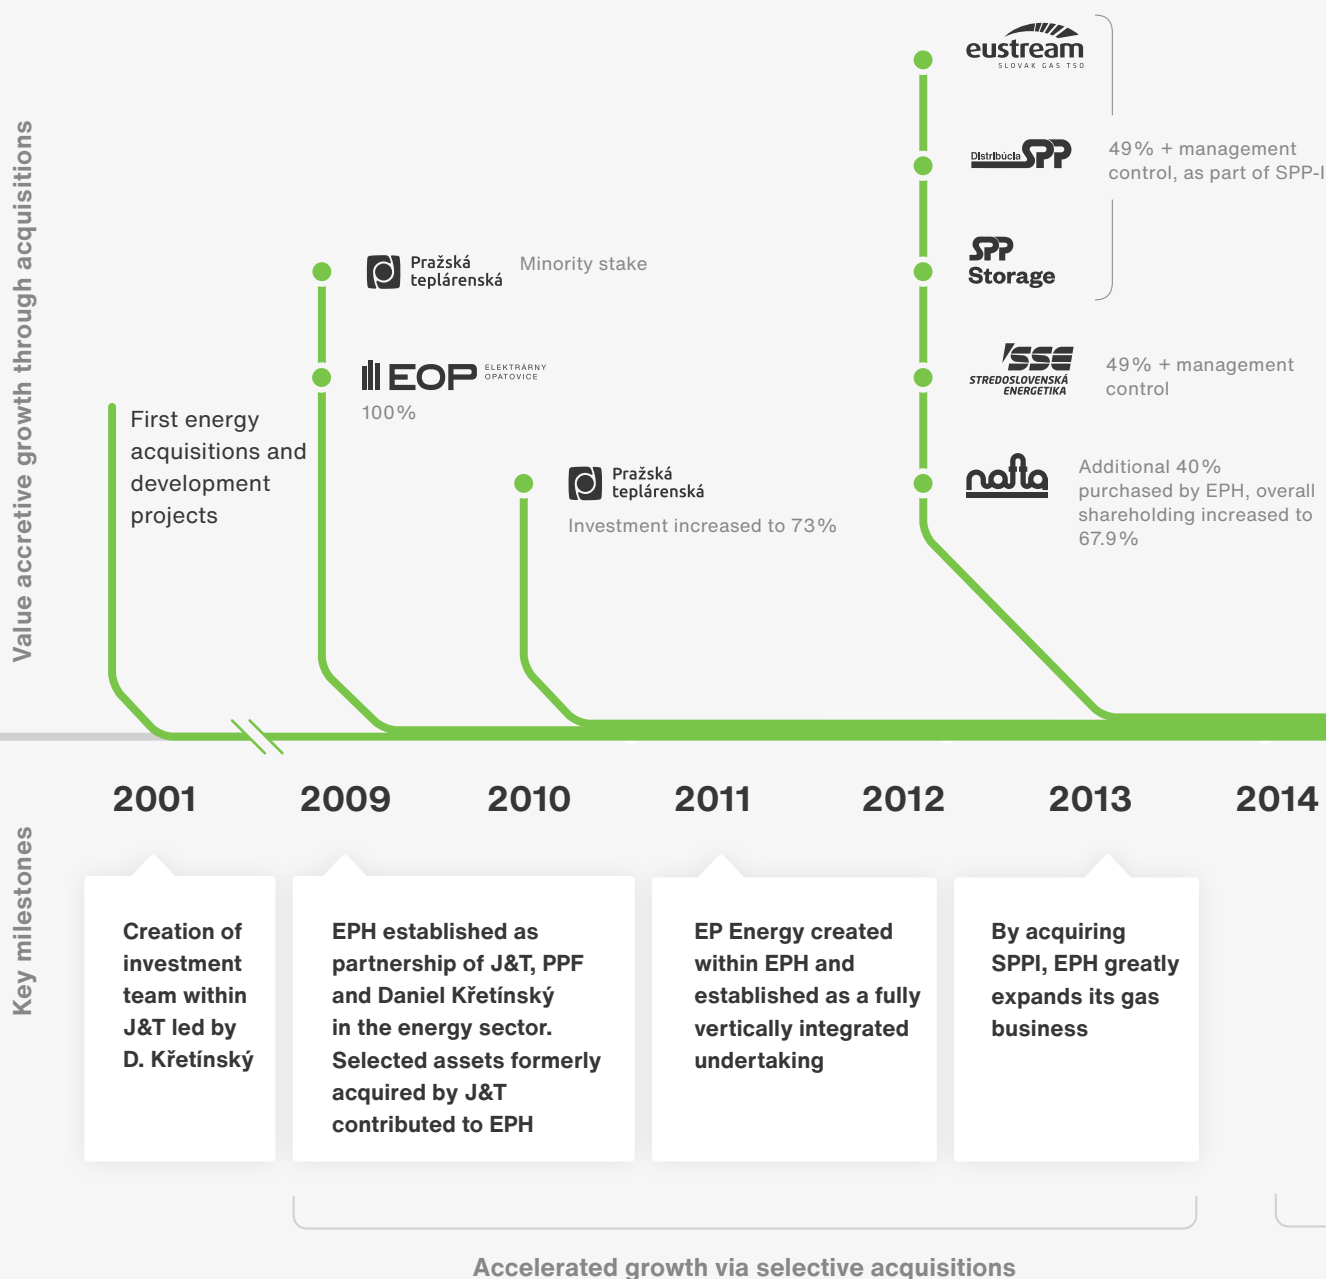 Value accretive growth through acquisitions
eustream
SLOVAK GAS TSO
Distribúcia SPP
49% + management
control, as part of SPP-I
SPP
Storage
Pražská
teplárenská
Minority stake
EOP ELEKTRÁRNY
OPATOVICE
100%
SSE
STREDOSLOVENSKÁ
ENERGETIKA
49% + management
control
First energy
acquisitions and
development
projects
Pražská
teplárenská
Investment increased to 73%
nafta
Additional 40%
purchased by EPH, overall
shareholding increased to
67.9%
2001
2009
2010
2011
2012
2013
2014
Key milestones
Creation of
investment
team within
J&T led by
D. Křetínský
EPH established as
partnership of J&T, PPF
and Daniel Křetínský
in the energy sector.
Selected assets formerly
acquired by J&T
contributed to EPH
EP Energy created
within EPH and
established as a fully
vertically integrated
undertaking
By acquiring
SPPI, EPH greatly
expands its gas
business
Accelerated growth via selective acquisitions